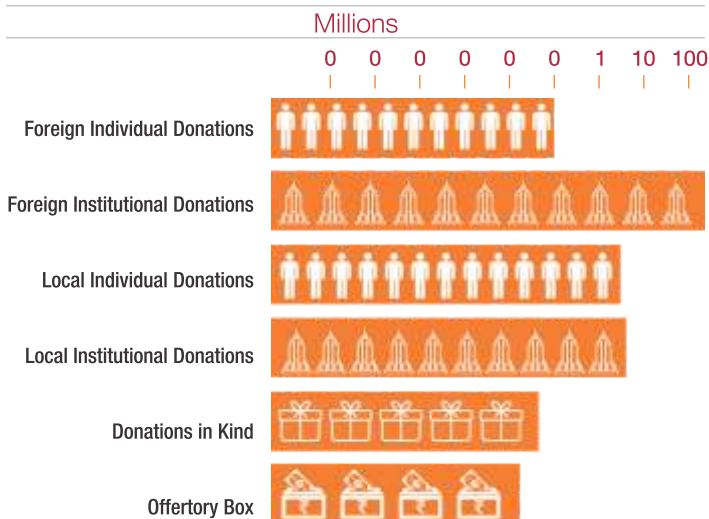 Millions
0 0 0 0 0 0 1 10 100
Foreign Individual Donations
Foreign Institutional Donations
Local Individual Donations
Local Institutional Donations
Donations in Kind
Offertory Box